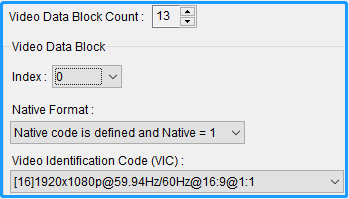 Video Data Block Count : 13
Video Data Block
Index : 0
Native Format :
Native code is defined and Native = 1
Video Identification Code (VIC) :
[16]1920x1080p@59.94Hz/60Hz@16:9@1:1